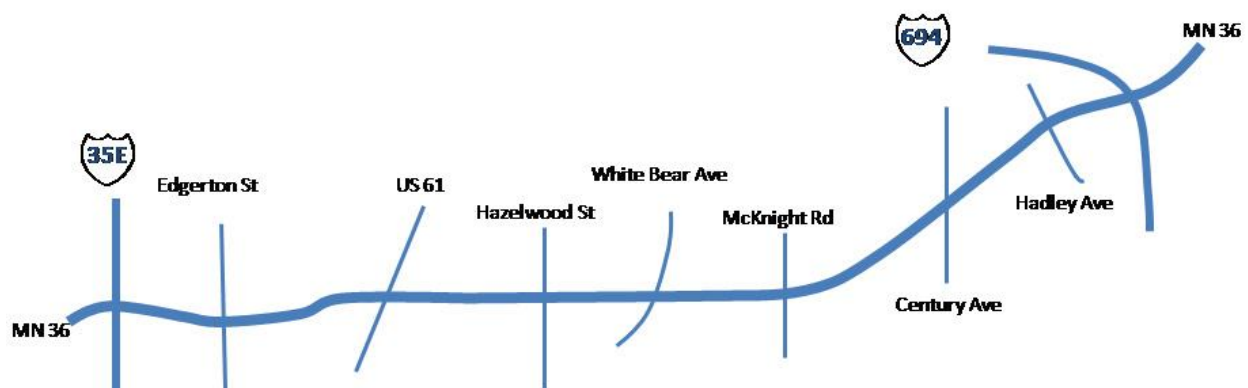 694
MN 36
35E
Edgerton St
US 61
White Bear Ave
Hazelwood St
McKnight Rd
Hadley Ave
Century Ave
MN 36